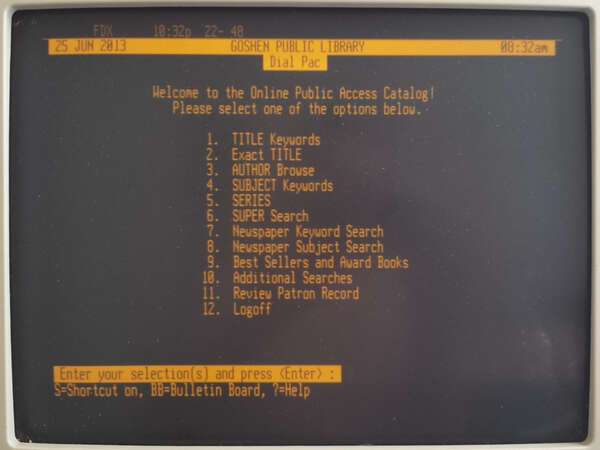 FDX 10:32p 22- 48
25 JUN 2013 GOSHEN PUBLIC LIBRARY 08:32am
Dial Pac
Welcome to the Online Public Access Catalog!
Please select one of the options below.
1. TITLE Keywords
2. Exact TITLE
3. AUTHOR Browse
4. SUBJECT Keywords
5. SERIES
6. SUPER Search
7. Newspaper Keyword Search
8. Newspaper Subject Search
9. Best Sellers and Award Books
10. Additional Searches
11. Review Patron Record
12. Logoff
Enter your selection(s) and press <Enter> :
S=Shortcut on, BB=Bulletin Board, ?=Help